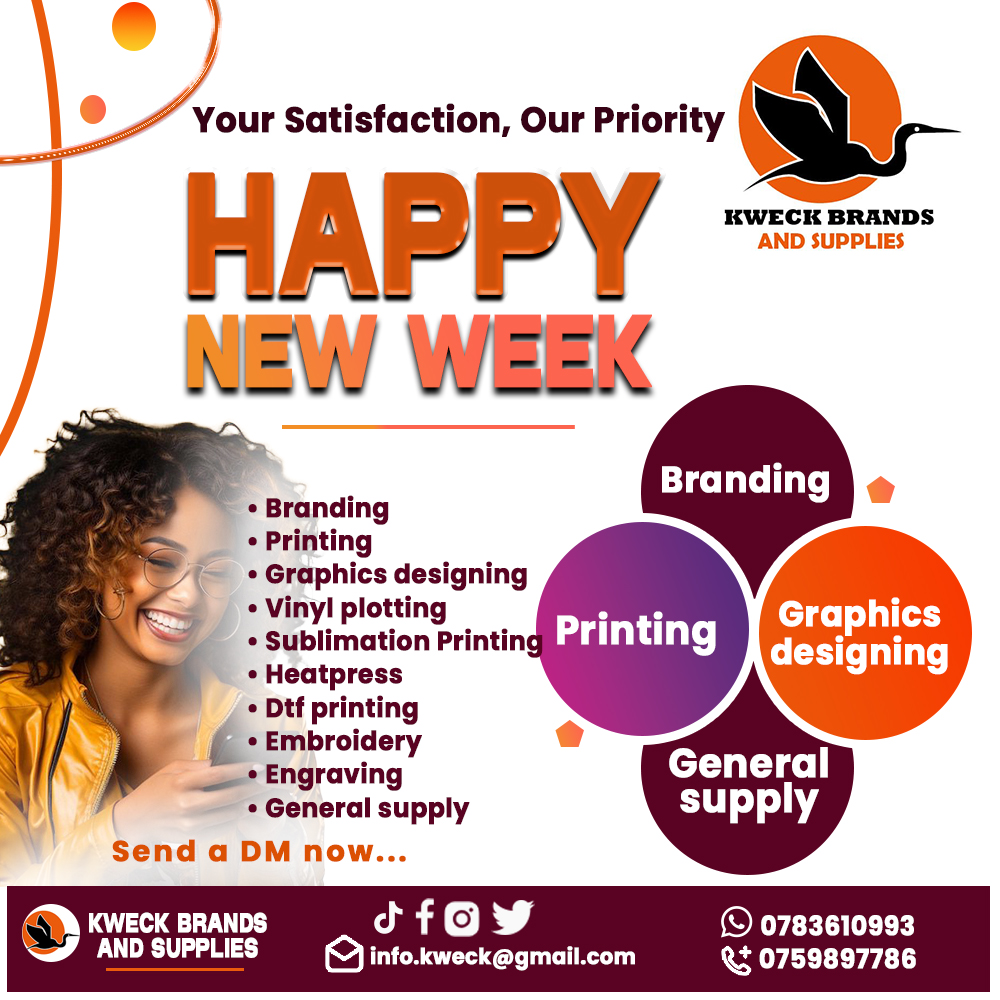 Your Satisfaction, Our Priority
HAPPY
NEW WEEK
KWECK BRANDS
AND SUPPLIES
• Branding
• Printing
• Graphics designing
• Vinyl plotting
• Sublimation Printing
• Heatpress
• Dtf printing
• Embroidery
• Engraving
• General supply
Send a DM now...
Branding
Printing
Graphics
designing
General
supply
KWECK BRANDS
AND SUPPLIES
info.kweck@gmail.com
0783610993
0759897786